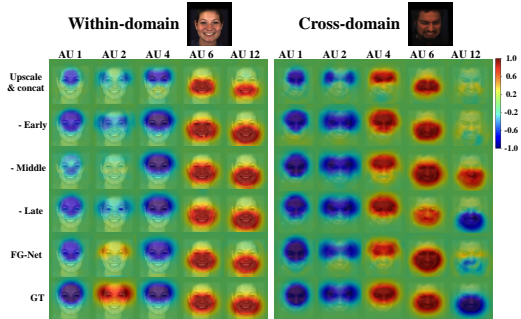 Within-domain
Cross-domain
AU 1 AU 2 AU 4 AU 6 AU 12
AU 1 AU 2 AU 4 AU 6 AU 12
Upscale
& concat
- Early
- Middle
- Late
FG-Net
GT
1.0
0.6
0.2
-0.2
-0.6
-1.0